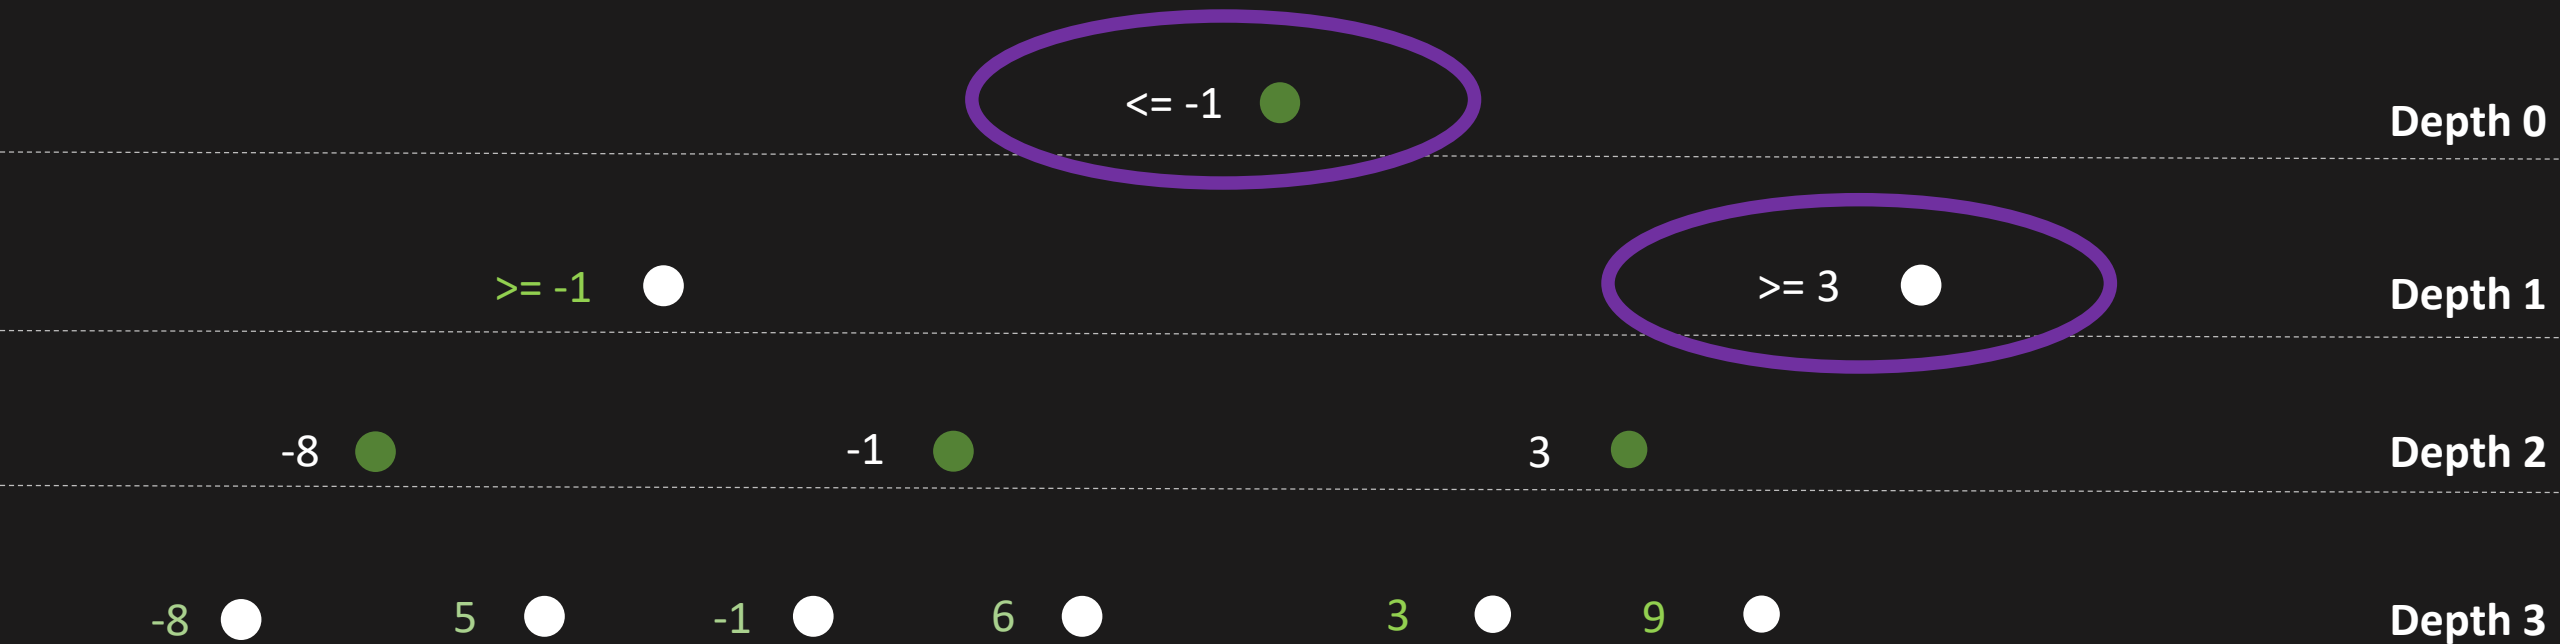 <= -1 Depth 0
>= -1 >= 3 Depth 1
-8 -1 3 Depth 2
-8 5 -1 6 3 9 Depth 3